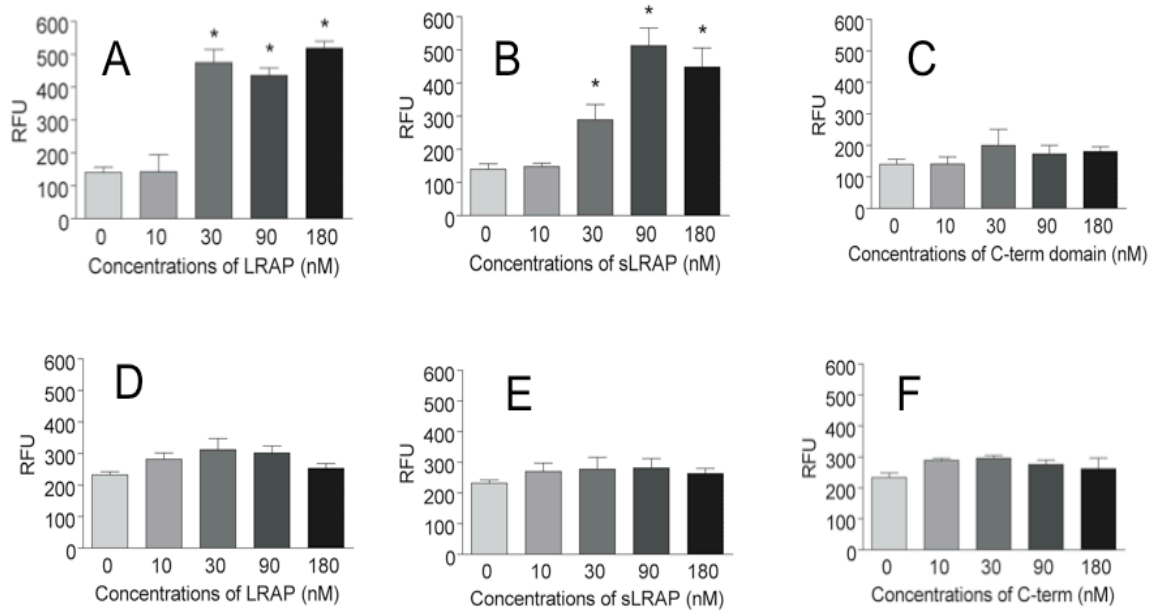 A
RFU
600
500
400
300
200
100
0
*
*
*
0 10 30 90 180
Concentrations of LRAP (nM)
B
RFU
600
500
400
300
200
100
0
*
*
*
0 10 30 90 180
Concentrations of sLRAP (nM)
C
RFU
600
500
400
300
200
100
0
0 10 30 90 180
Concentrations of C-term domain (nM)
D
RFU
600
500
400
300
200
100
0
0 10 30 90 180
Concentrations of LRAP (nM)
E
RFU
600
500
400
300
200
100
0
0 10 30 90 180
Concentrations of sLRAP (nM)
F
RFU
600
500
400
300
200
100
0
0 10 30 90 180
Concentrations of C-term (nM)